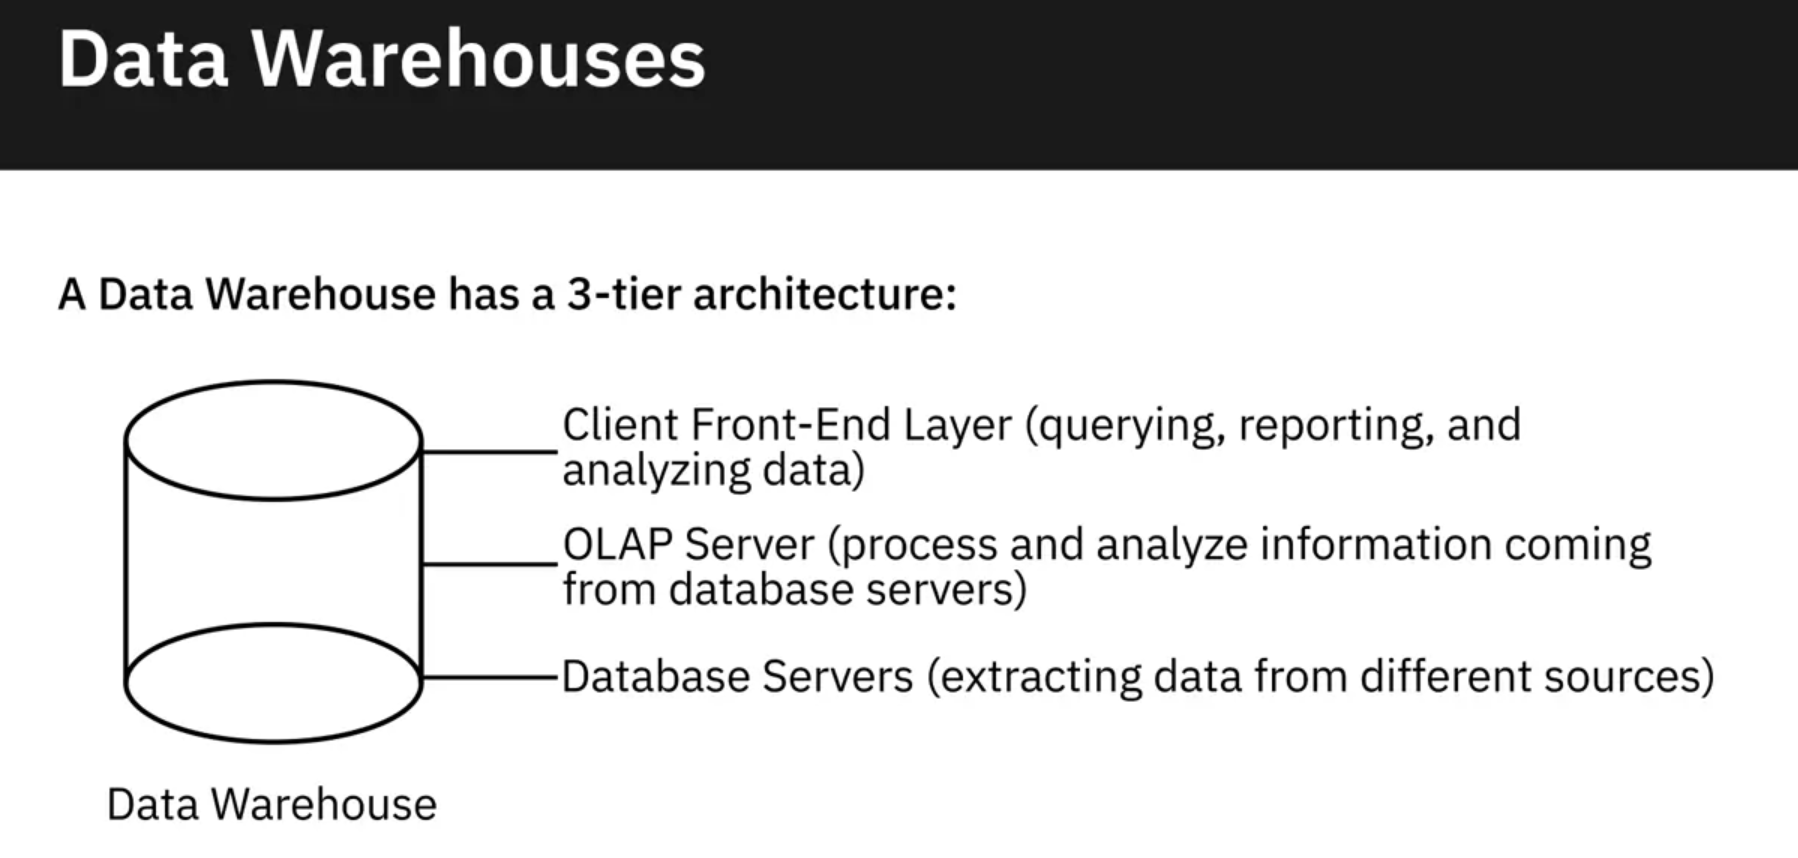 Data Warehouses
A Data Warehouse has a 3-tier architecture:
Client Front-End Layer (querying, reporting, and
analyzing data)
OLAP Server (process and analyze information coming
from database servers)
Database Servers (extracting data from different sources)
Data Warehouse